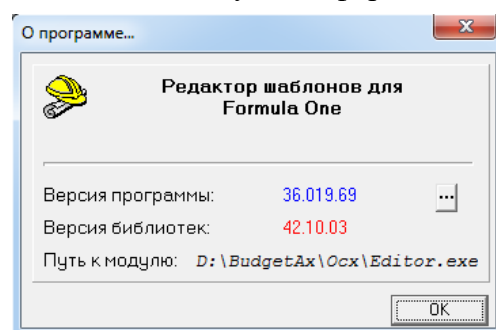 О программе...
Редактор шаблонов для
Formula One
Версия программы: 36.019.69 ...
Версия библиотек: 42.10.03
Путь к модулю: D:\BudgetAx\Ocx\Editor.exe
OK